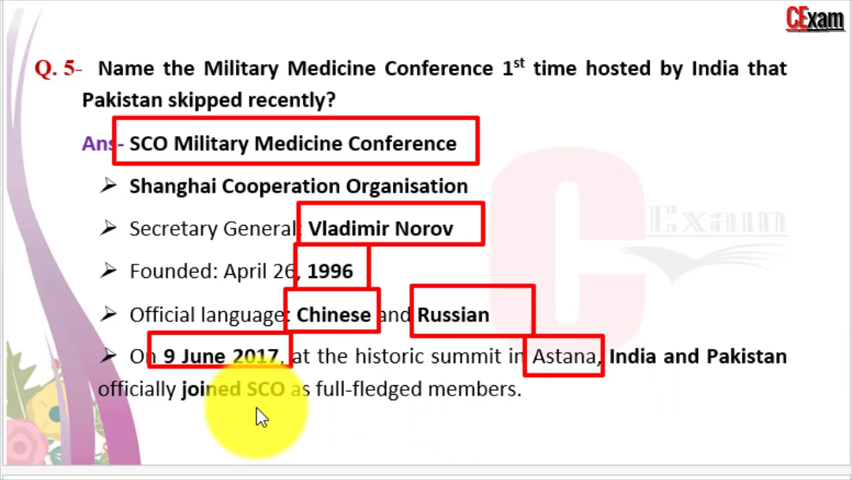 CExam
Q. 5- Name the Military Medicine Conference 1st time hosted by India that
Pakistan skipped recently?
Ans- SCO Military Medicine Conference
➢ Shanghai Cooperation Organisation
➢ Secretary General: Vladimir Norov
➢ Founded: April 26, 1996
➢ Official language: Chinese and Russian
➢ On 9 June 2017, at the historic summit in Astana, India and Pakistan
officially joined SCO as full-fledged members.
C Exam